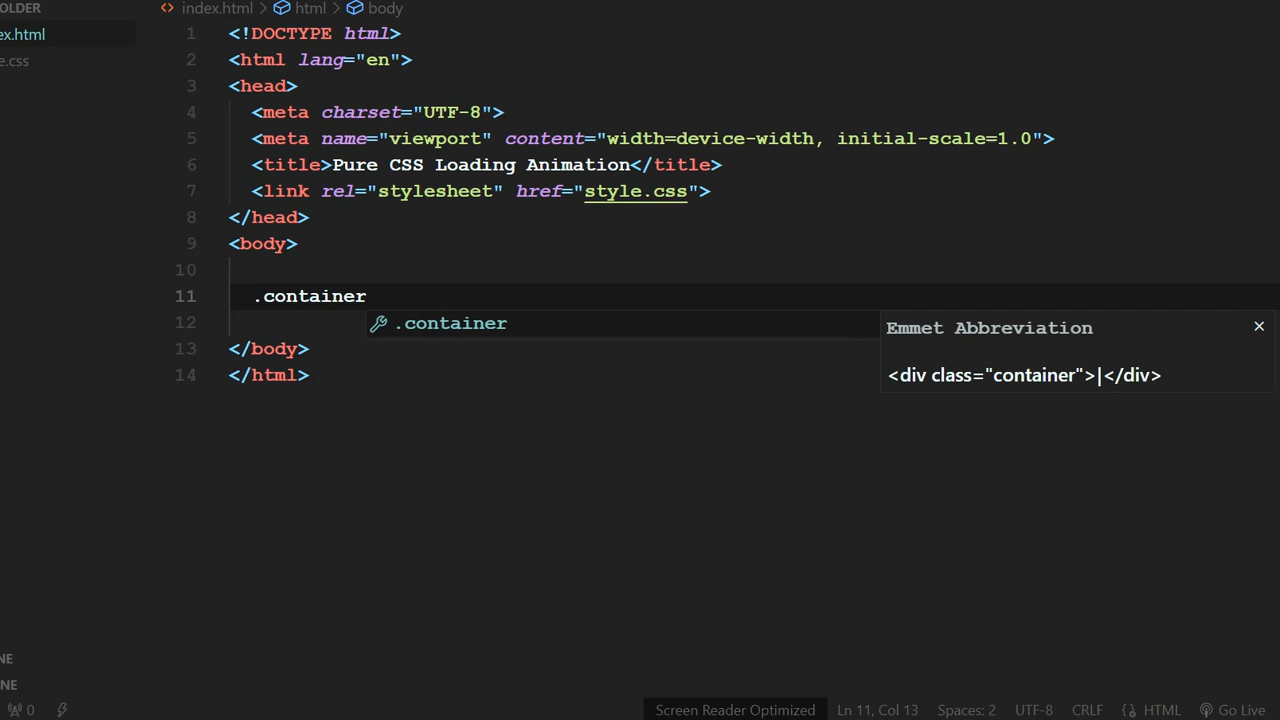 OLDER
index.html > html > body
ex.html
e.css
1 <!DOCTYPE html>
2 <html lang="en">
3 <head>
4 <meta charset="UTF-8">
5 <meta name="viewport" content="width=device-width, initial-scale=1.0">
6 <title>Pure CSS Loading Animation</title>
7 <link rel="stylesheet" href="style.css">
8 </head>
9 <body>
10
11 .container
12
.container
Emmet Abbreviation
<div class="container">|</div>
13 </body>
14 </html>
NE
NE
0
Screen Reader Optimized Ln 11, Col 13 Spaces: 2 UTF-8 CRLF {} HTML Go Live